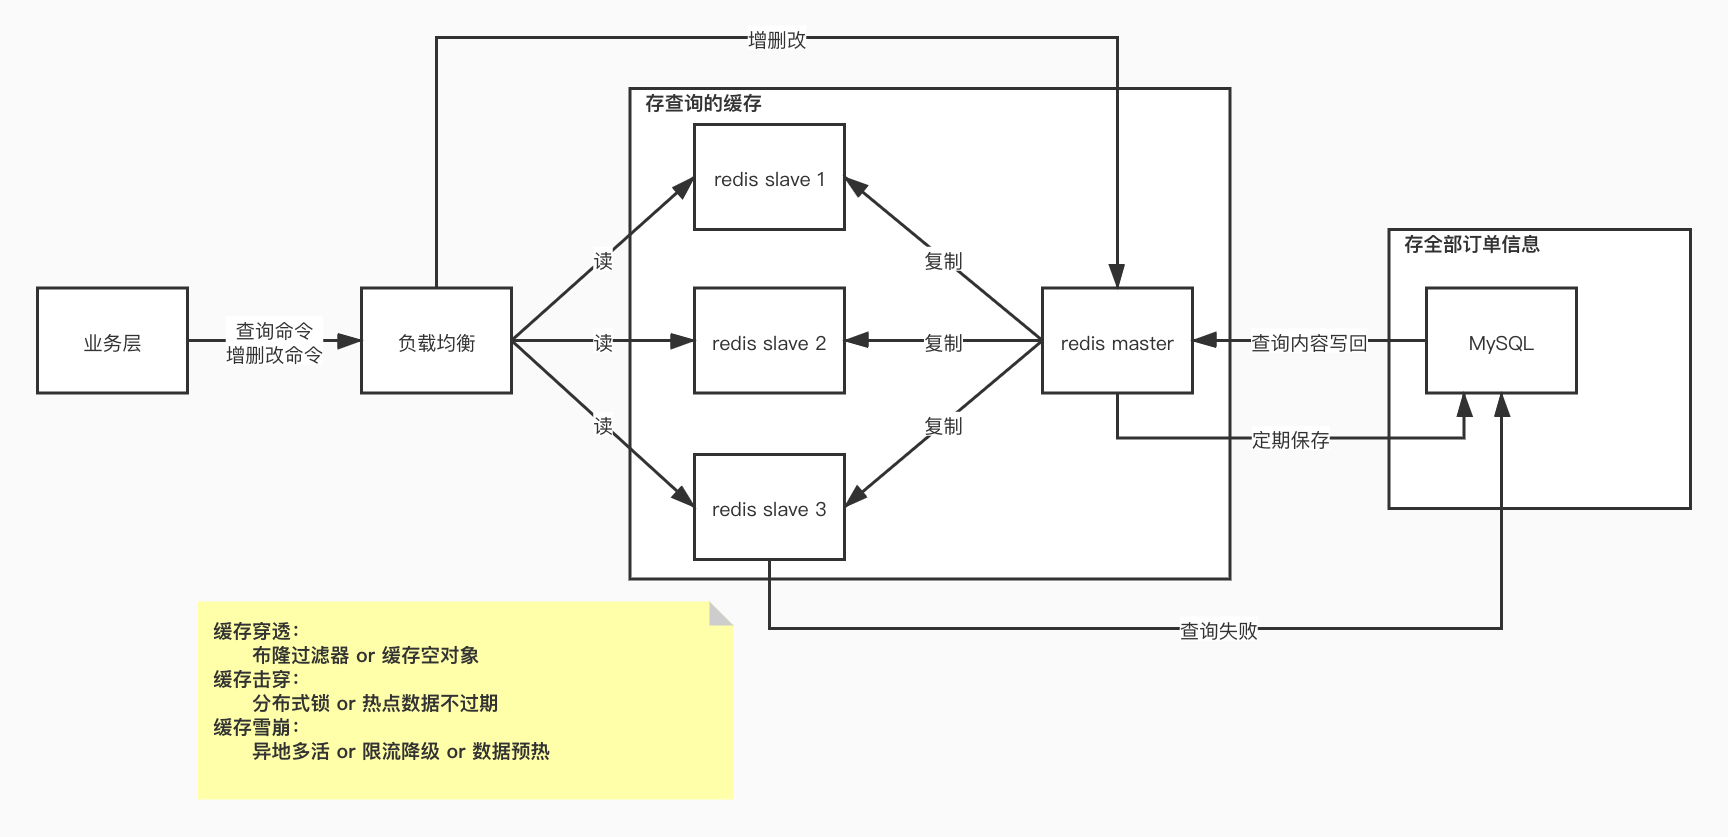 增删改
存查询的缓存
redis slave 1
存全部订单信息
读
复制
业务层
查询命令
增删改命令
负载均衡
读
redis slave 2
复制
redis master
查询内容写回
MySQL
读
复制
定期保存
redis slave 3
查询失败
缓存穿透：
布隆过滤器 or 缓存空对象
缓存击穿：
分布式锁 or 热点数据不过期
缓存雪崩：
异地多活 or 限流降级 or 数据预热